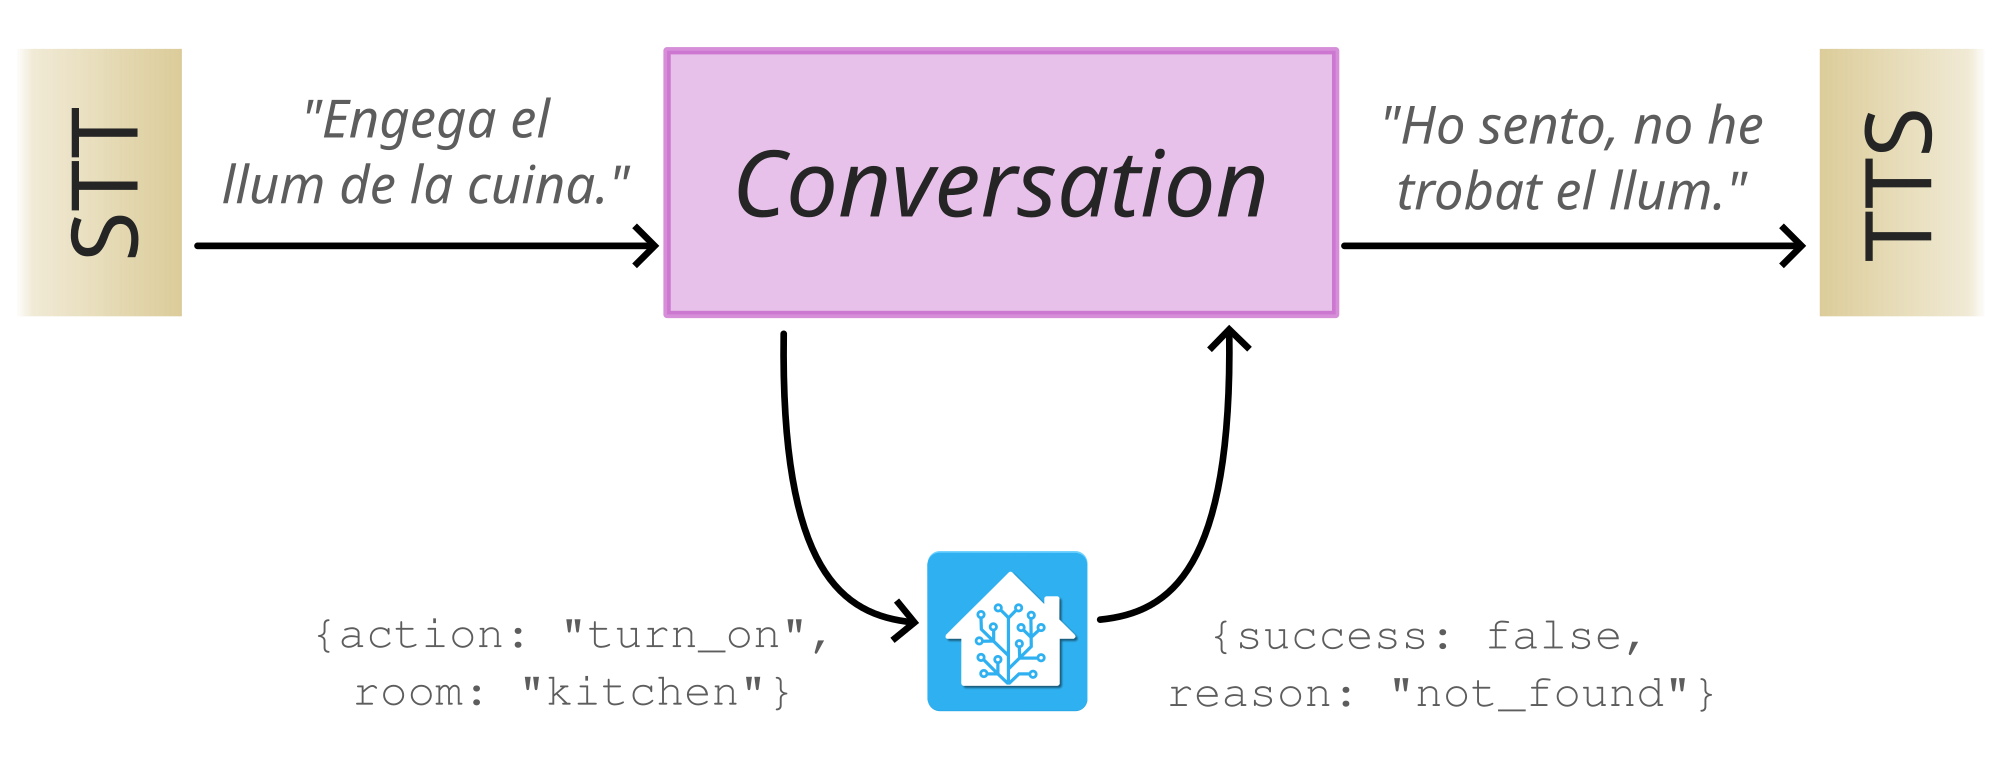 STT
"Engega el
llum de la cuina."
Conversation
"Ho sento, no he
trobat el llum."
TTS
{action: "turn_on",
room: "kitchen"}
{success: false,
reason: "not_found"}